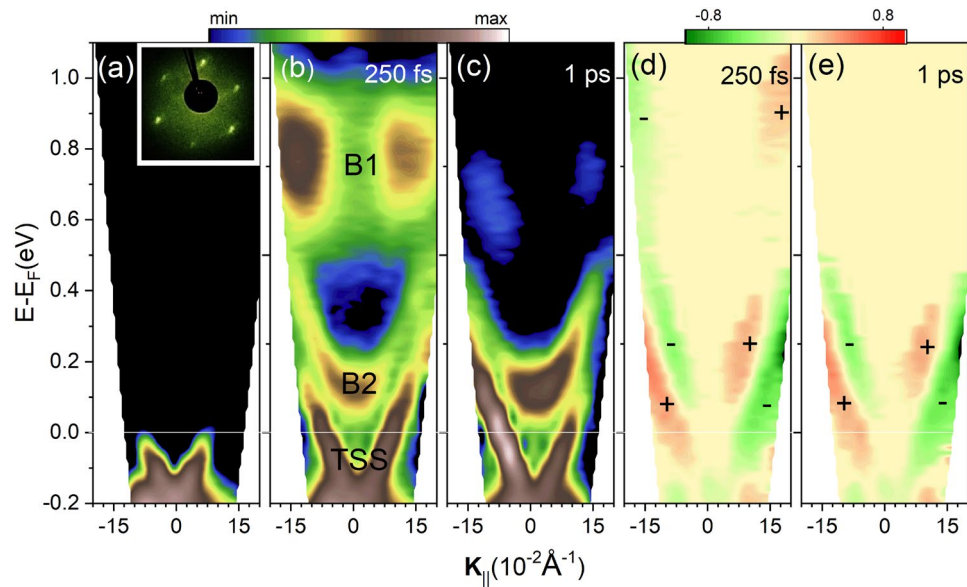 min max -0.8 0.8
(a) (b) 250 fs (c) 1 ps (d) 250 fs (e) 1 ps
1.0
0.8
0.6
0.4
0.2
0.0
-0.2
E-E_F(eV)
B1
B2
TSS
- +
- +
+ -
- +
+ -
-15 0 15 -15 0 15 -15 0 15 -15 0 15 -15 0 15
K_||(10⁻²Å⁻¹)